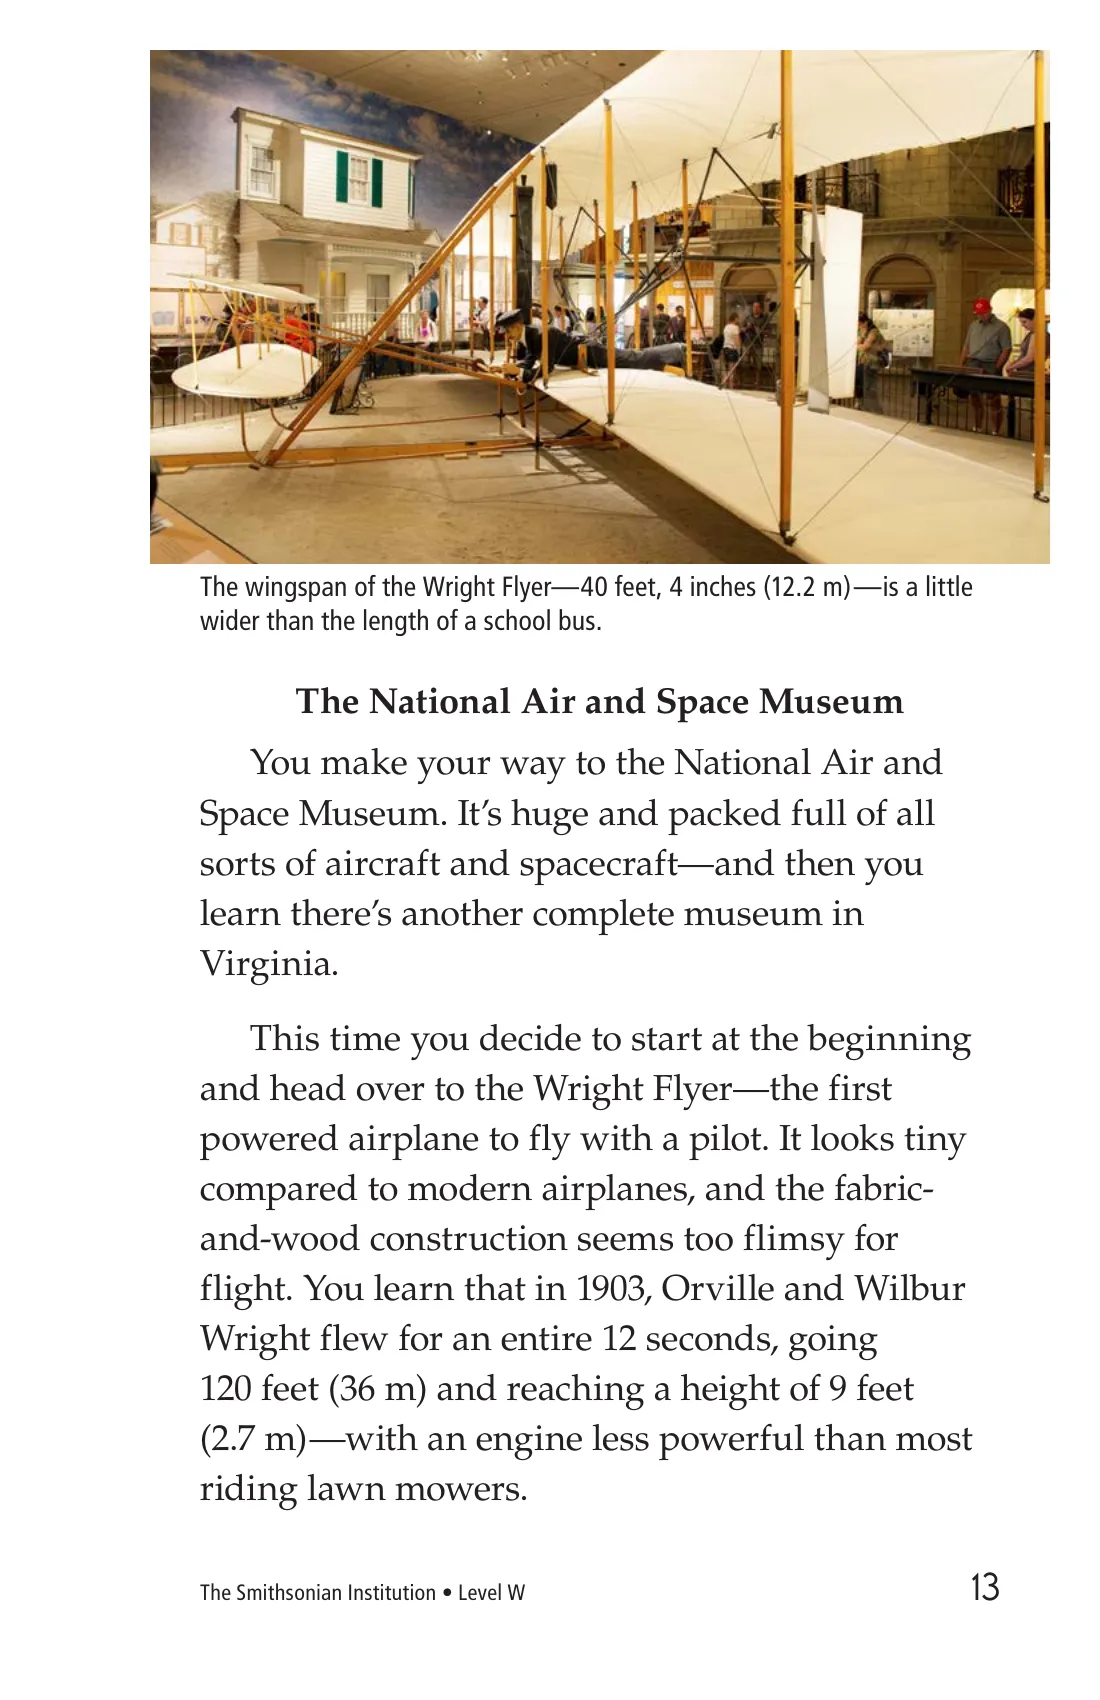 The wingspan of the Wright Flyer—40 feet, 4 inches (12.2 m)—is a little
wider than the length of a school bus.
The National Air and Space Museum
You make your way to the National Air and
Space Museum. It’s huge and packed full of all
sorts of aircraft and spacecraft—and then you
learn there’s another complete museum in
Virginia.
This time you decide to start at the beginning
and head over to the Wright Flyer—the first
powered airplane to fly with a pilot. It looks tiny
compared to modern airplanes, and the fabric-
and-wood construction seems too flimsy for
flight. You learn that in 1903, Orville and Wilbur
Wright flew for an entire 12 seconds, going
120 feet (36 m) and reaching a height of 9 feet
(2.7 m)—with an engine less powerful than most
riding lawn mowers.
The Smithsonian Institution • Level W
13